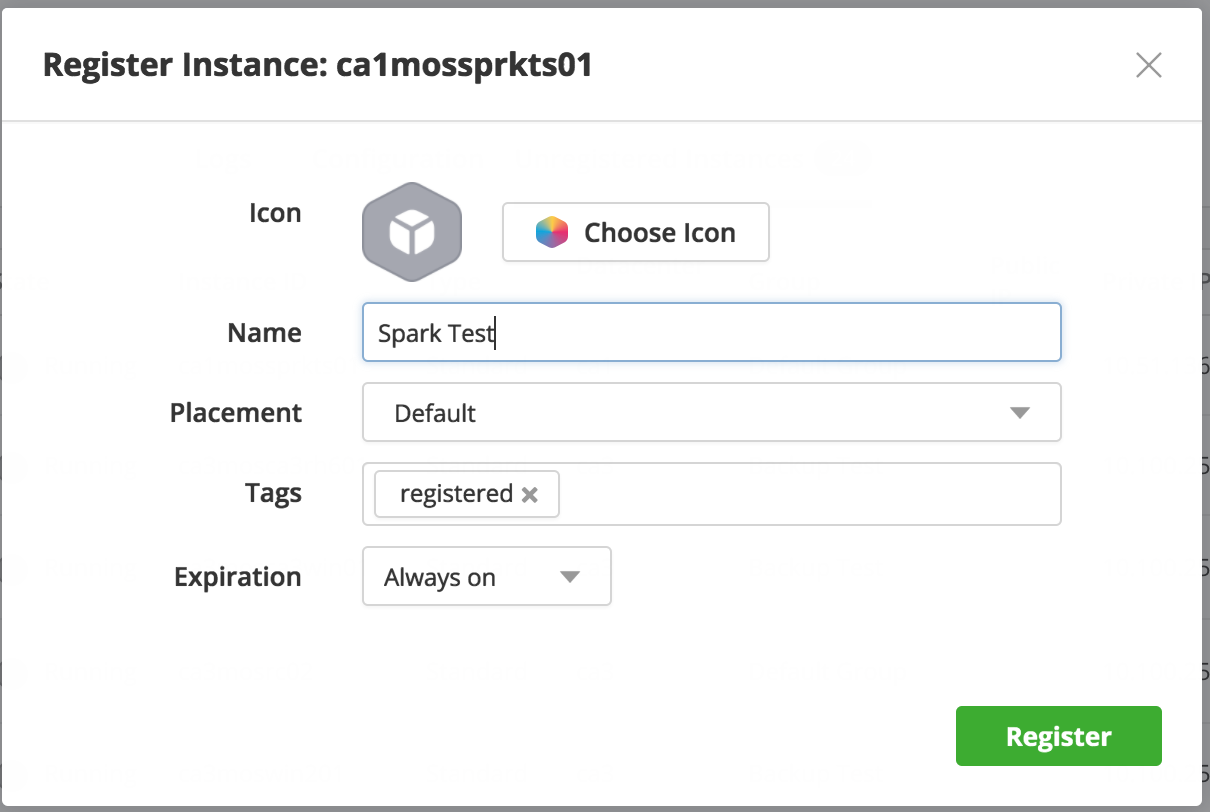 Register Instance: ca1mossprkts01
Icon
Choose Icon
Name
Spark Test
Placement
Default
Tags
registered
Expiration
Always on
Register